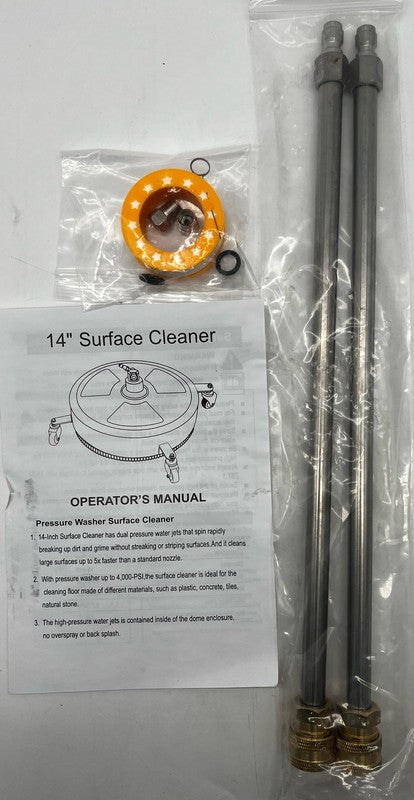 14" Surface Cleaner
OPERATOR'S MANUAL
Pressure Washer Surface Cleaner
1. 14-Inch Surface Cleaner has dual pressure water jets that spin rapidly
breaking up dirt and grime without streaking or striping surfaces.And it cleans
large surfaces up to 5x faster than a standard nozzle.
2. With pressure washer up to 4,000-PSI,the surface cleaner is ideal for the
cleaning floor made of different materials, such as plastic, concrete, tiles,
natural stone.
3. The high-pressure water jets is contained inside of the dome enclosure,
no overspray or back splash.